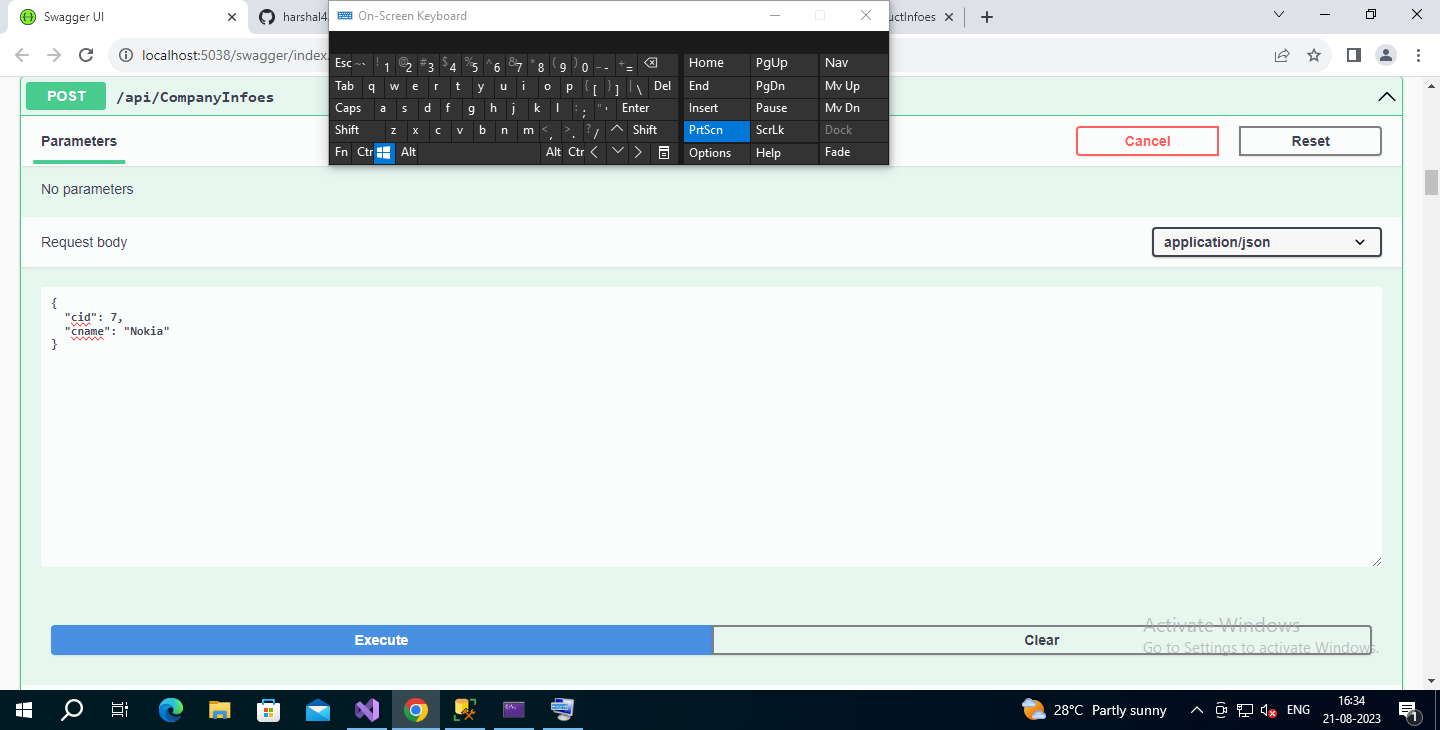 Swagger UI
harshal4
On-Screen Keyboard
uctInfoes
localhost:5038/swagger/index.
Esc ~ ` ! 1 @ 2 # 3 $ 4 % 5 ^ 6 & 7 * 8 ( 9 ) 0 _ - + = Home PgUp Nav
Tab q w e r t y u i o p { [ } ] | \ Del End PgDn Mv Up
Caps a s d f g h j k l : ; " ' Enter Insert Pause Mv Dn
Shift z x c v b n m < , > . ? / Shift PrtScn ScrLk Dock
Fn Ctr Alt Alt Ctr Options Help Fade
POST /api/CompanyInfoes
Parameters
Cancel
Reset
No parameters
Request body
application/json
{
"cid": 7,
"cname": "Nokia"
}
Execute
Clear
Activate Windows
Go to Settings to activate Windows.
28°C Partly sunny
ENG
16:34
21-08-2023
1